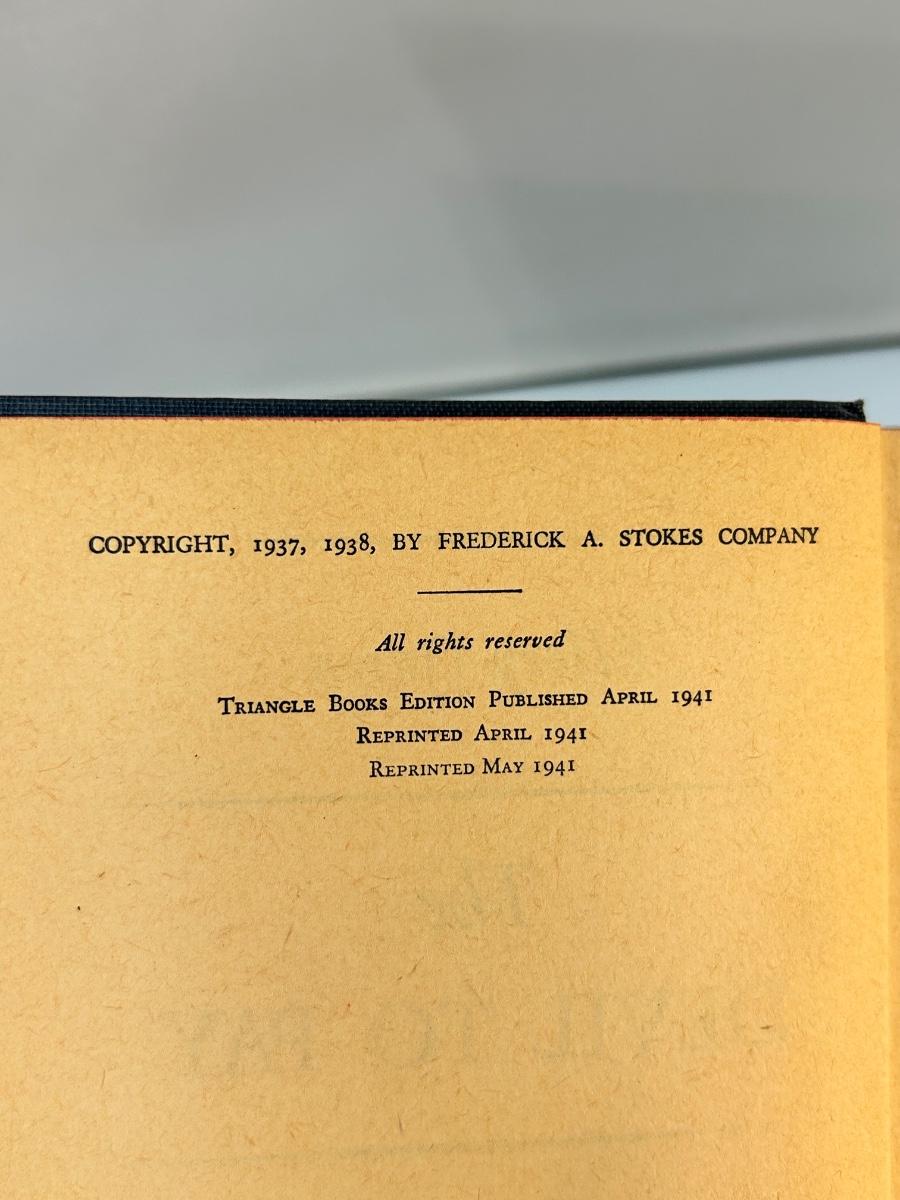 COPYRIGHT, 1937, 1938, BY FREDERICK A. STOKES COMPANY
All rights reserved
TRIANGLE BOOKS EDITION PUBLISHED APRIL 1941
REPRINTED APRIL 1941
REPRINTED MAY 1941